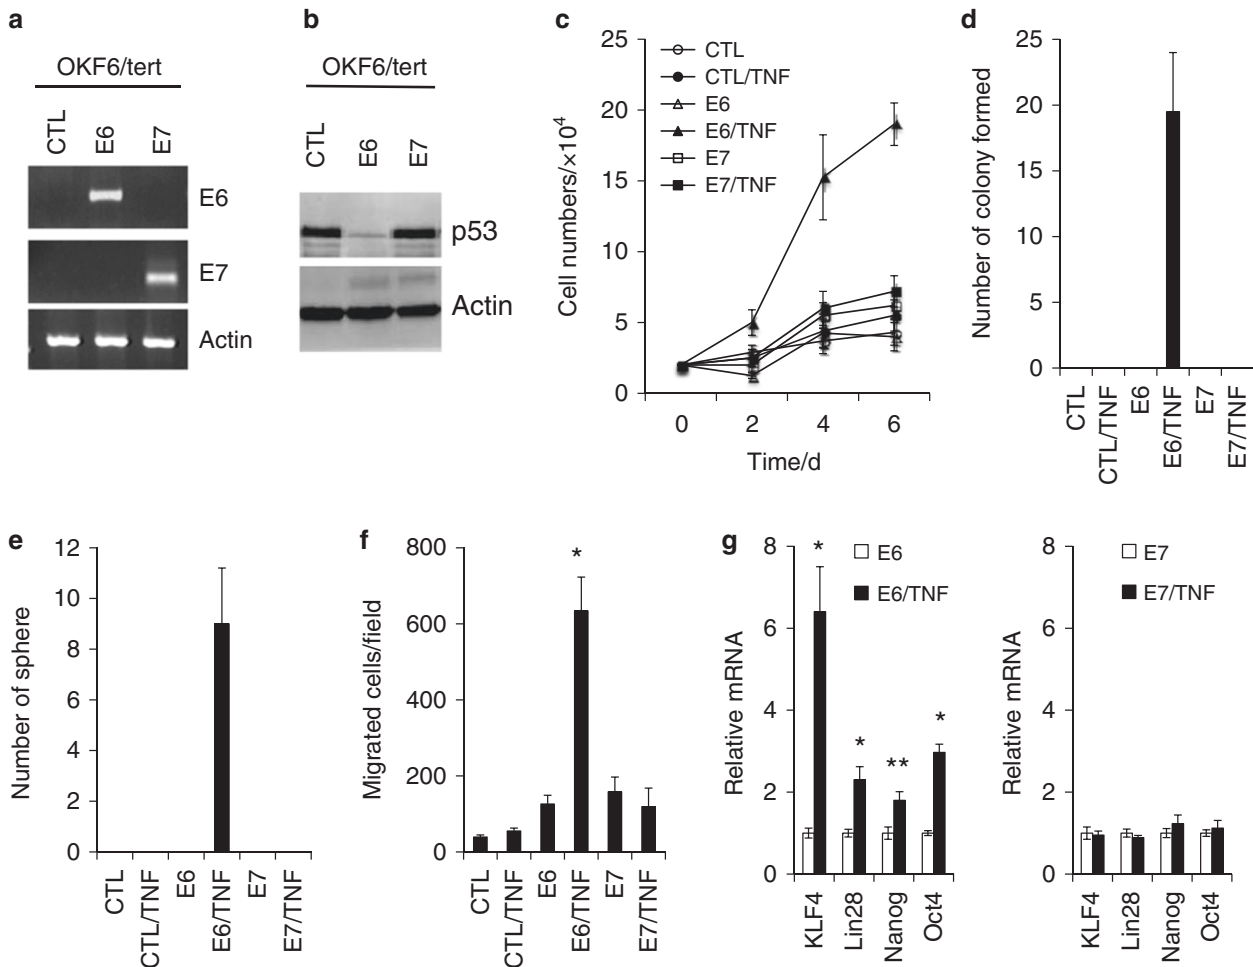 a
OKF6/tert
CTL
E6
E7
E6
E7
Actin
b
OKF6/tert
CTL
E6
E7
p53
Actin
c
25
20
15
10
5
0
Cell numbers/×10⁴
CTL
CTL/TNF
E6
E6/TNF
E7
E7/TNF
0 2 4 6
Time/d
d
25
20
15
10
5
0
Number of colony formed
CTL
CTL/TNF
E6
E6/TNF
E7
E7/TNF
e
12
10
8
6
4
2
0
Number of sphere
CTL
CTL/TNF
E6
E6/TNF
E7
E7/TNF
f
800
600
400
200
0
Migrated cells/field
*
CTL
CTL/TNF
E6
E6/TNF
E7
E7/TNF
g
8
6
4
2
0
Relative mRNA
E6
E6/TNF
*
*
**
*
KLF4
Lin28
Nanog
Oct4
8
6
4
2
0
Relative mRNA
E7
E7/TNF
KLF4
Lin28
Nanog
Oct4